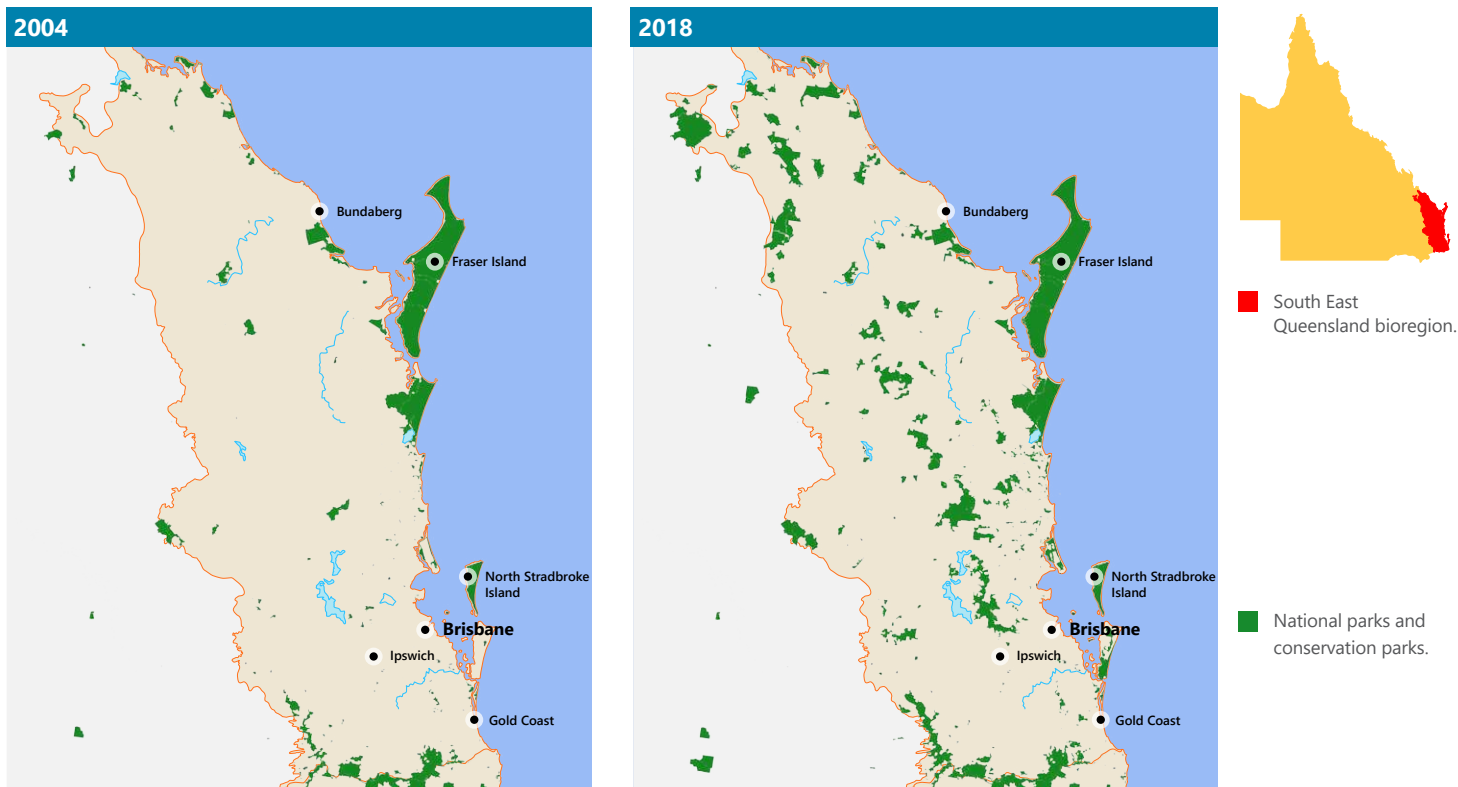 2004
Bundaberg
Fraser Island
North Stradbroke
Island
Brisbane
Ipswich
Gold Coast
2018
Bundaberg
Fraser Island
North Stradbroke
Island
Brisbane
Ipswich
Gold Coast
South East
Queensland bioregion.
National parks and
conservation parks.